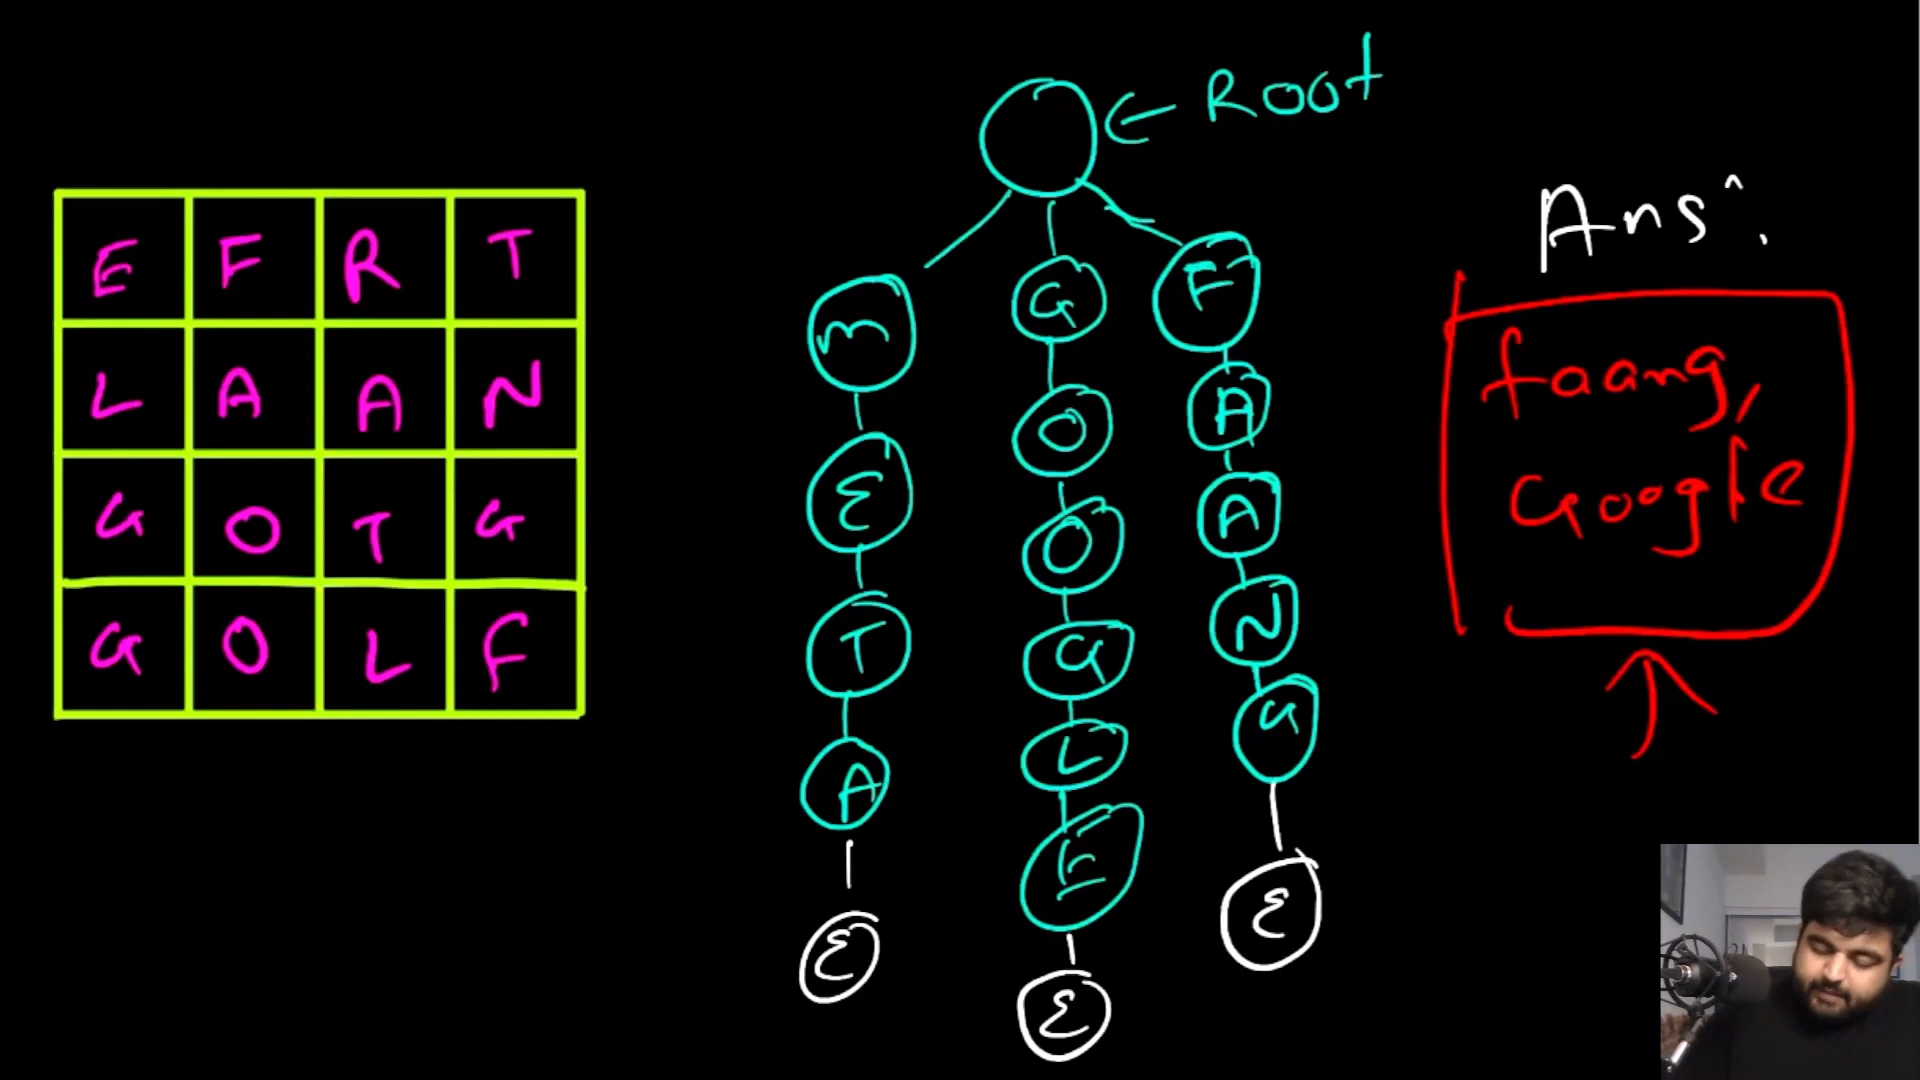 E F R T
L A A N
G O T G
G O L F
← Root
m
E
T
A
E
G
O
O
G
L
E
E
F
A
A
N
G
E
Ans:
faang,
Google